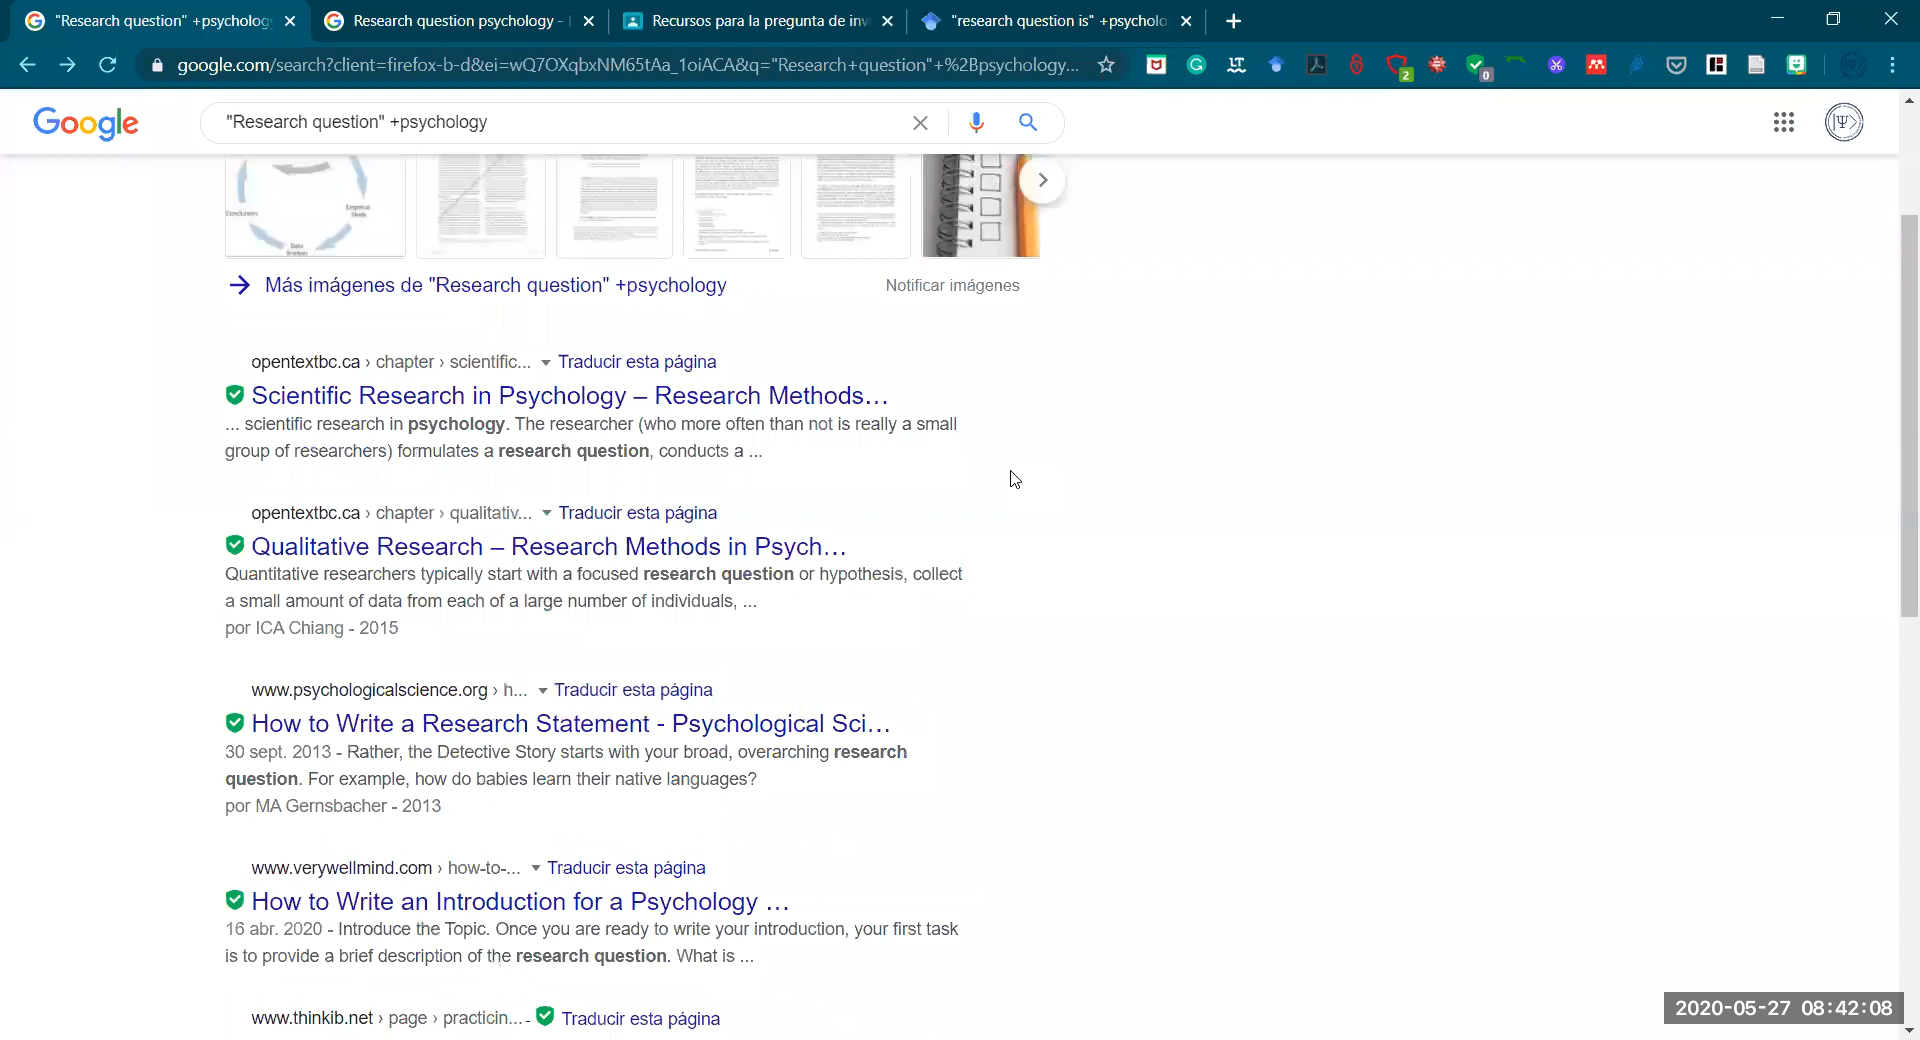 "Research question" +psycholog
Research question psychology -
Recursos para la pregunta de inv
"research question is" +psycholo
google.com/search?client=firefox-b-d&ei=wQ7OXqbxNM65tAa_1oiACA&q="Research+question"+%2Bpsychology...
2
0
Google
"Research question" +psychology
Conclusions
Empirical
Study
Data
Analysis
Más imágenes de "Research question" +psychology
Notificar imágenes
opentextbc.ca › chapter › scientific... Traducir esta página
Scientific Research in Psychology – Research Methods...
... scientific research in psychology. The researcher (who more often than not is really a small
group of researchers) formulates a research question, conducts a ...
opentextbc.ca › chapter › qualitativ... Traducir esta página
Qualitative Research – Research Methods in Psych...
Quantitative researchers typically start with a focused research question or hypothesis, collect
a small amount of data from each of a large number of individuals, ...
por ICA Chiang - 2015
www.psychologicalscience.org › h... Traducir esta página
How to Write a Research Statement - Psychological Sci...
30 sept. 2013 - Rather, the Detective Story starts with your broad, overarching research
question. For example, how do babies learn their native languages?
por MA Gernsbacher - 2013
www.verywellmind.com › how-to-... Traducir esta página
How to Write an Introduction for a Psychology ...
16 abr. 2020 - Introduce the Topic. Once you are ready to write your introduction, your first task
is to provide a brief description of the research question. What is ...
www.thinkib.net › page › practicin... - Traducir esta página
2020-05-27 08:42:08